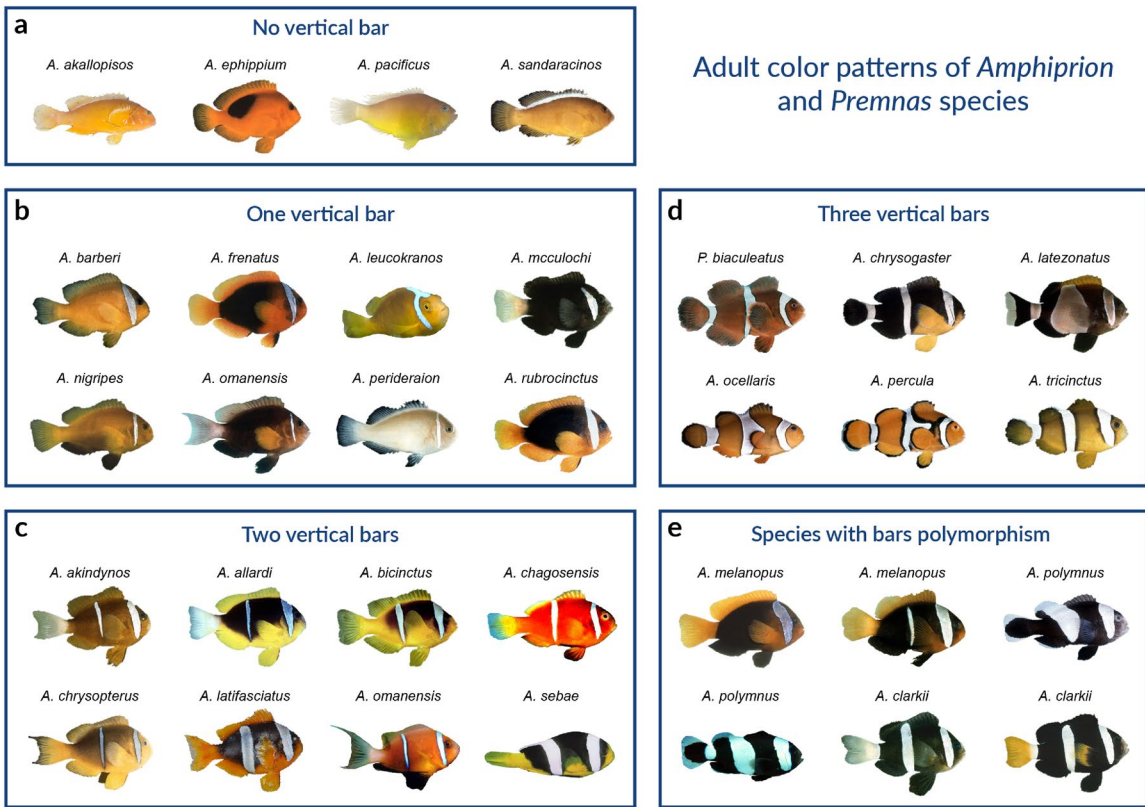 a
No vertical bar
A. akallopisos A. ephippium A. pacificus A. sandaracinos
Adult color patterns of Amphiprion
and Premnas species
b
One vertical bar
A. barberi A. frenatus A. leucokranos A. mcculochi
A. nigripes A. omanensis A. perideraion A. rubrocinctus
d
Three vertical bars
P. biaculeatus A. chrysogaster A. latezonatus
A. ocellaris A. percula A. tricinctus
c
Two vertical bars
A. akindynos A. allardi A. bicinctus A. chagosensis
A. chrysopterus A. latifasciatus A. omanensis A. sebae
e
Species with bars polymorphism
A. melanopus A. melanopus A. polymnus
A. polymnus A. clarkii A. clarkii